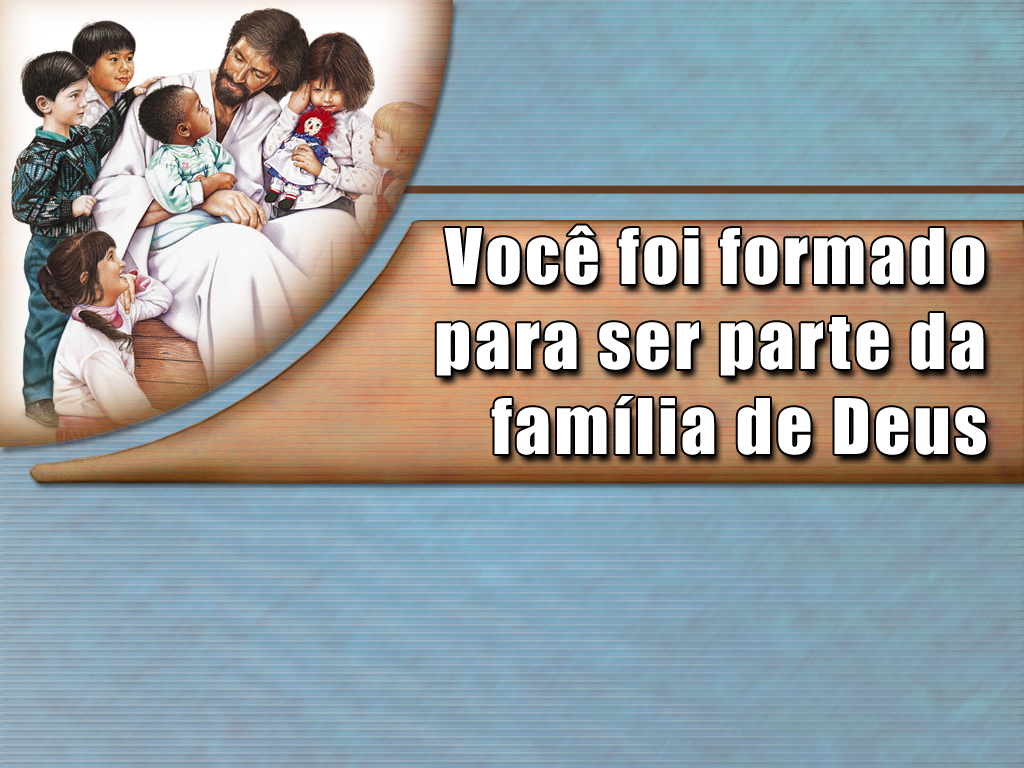 Você foi formado
para ser parte da
família de Deus